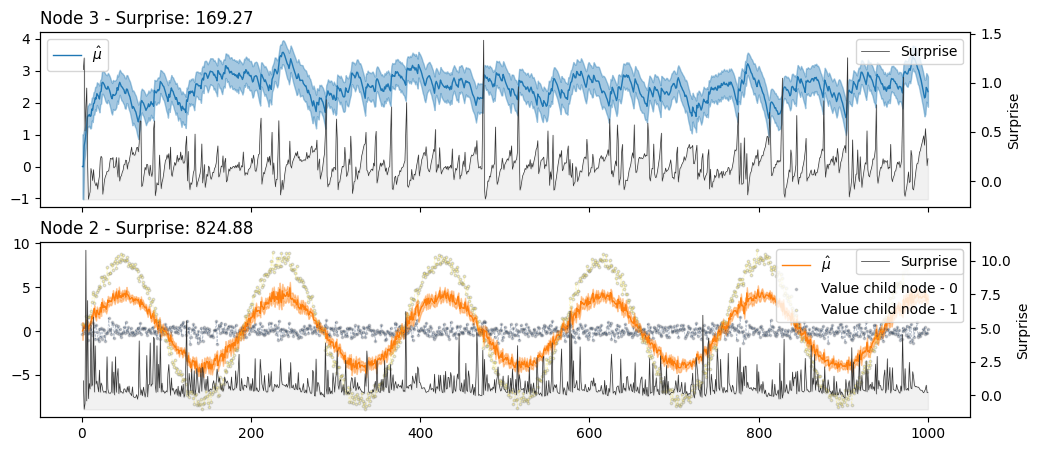 Node 3 - Surprise: 169.27
4
3
2
1
0
−1
μ̂
Surprise
1.5
1.0
0.5
0.0
Surprise
Node 2 - Surprise: 824.88
10
5
0
−5
μ̂
Value child node - 0
Value child node - 1
Surprise
10.0
7.5
5.0
2.5
0.0
Surprise
0 200 400 600 800 1000